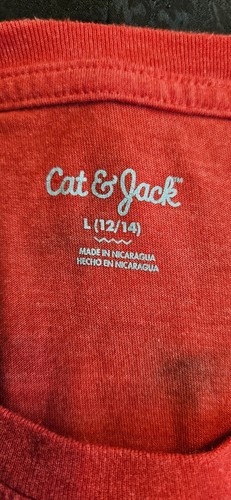 Cat & Jack™
L (12/14)
MADE IN NICARAGUA
HECHO EN NICARAGUA